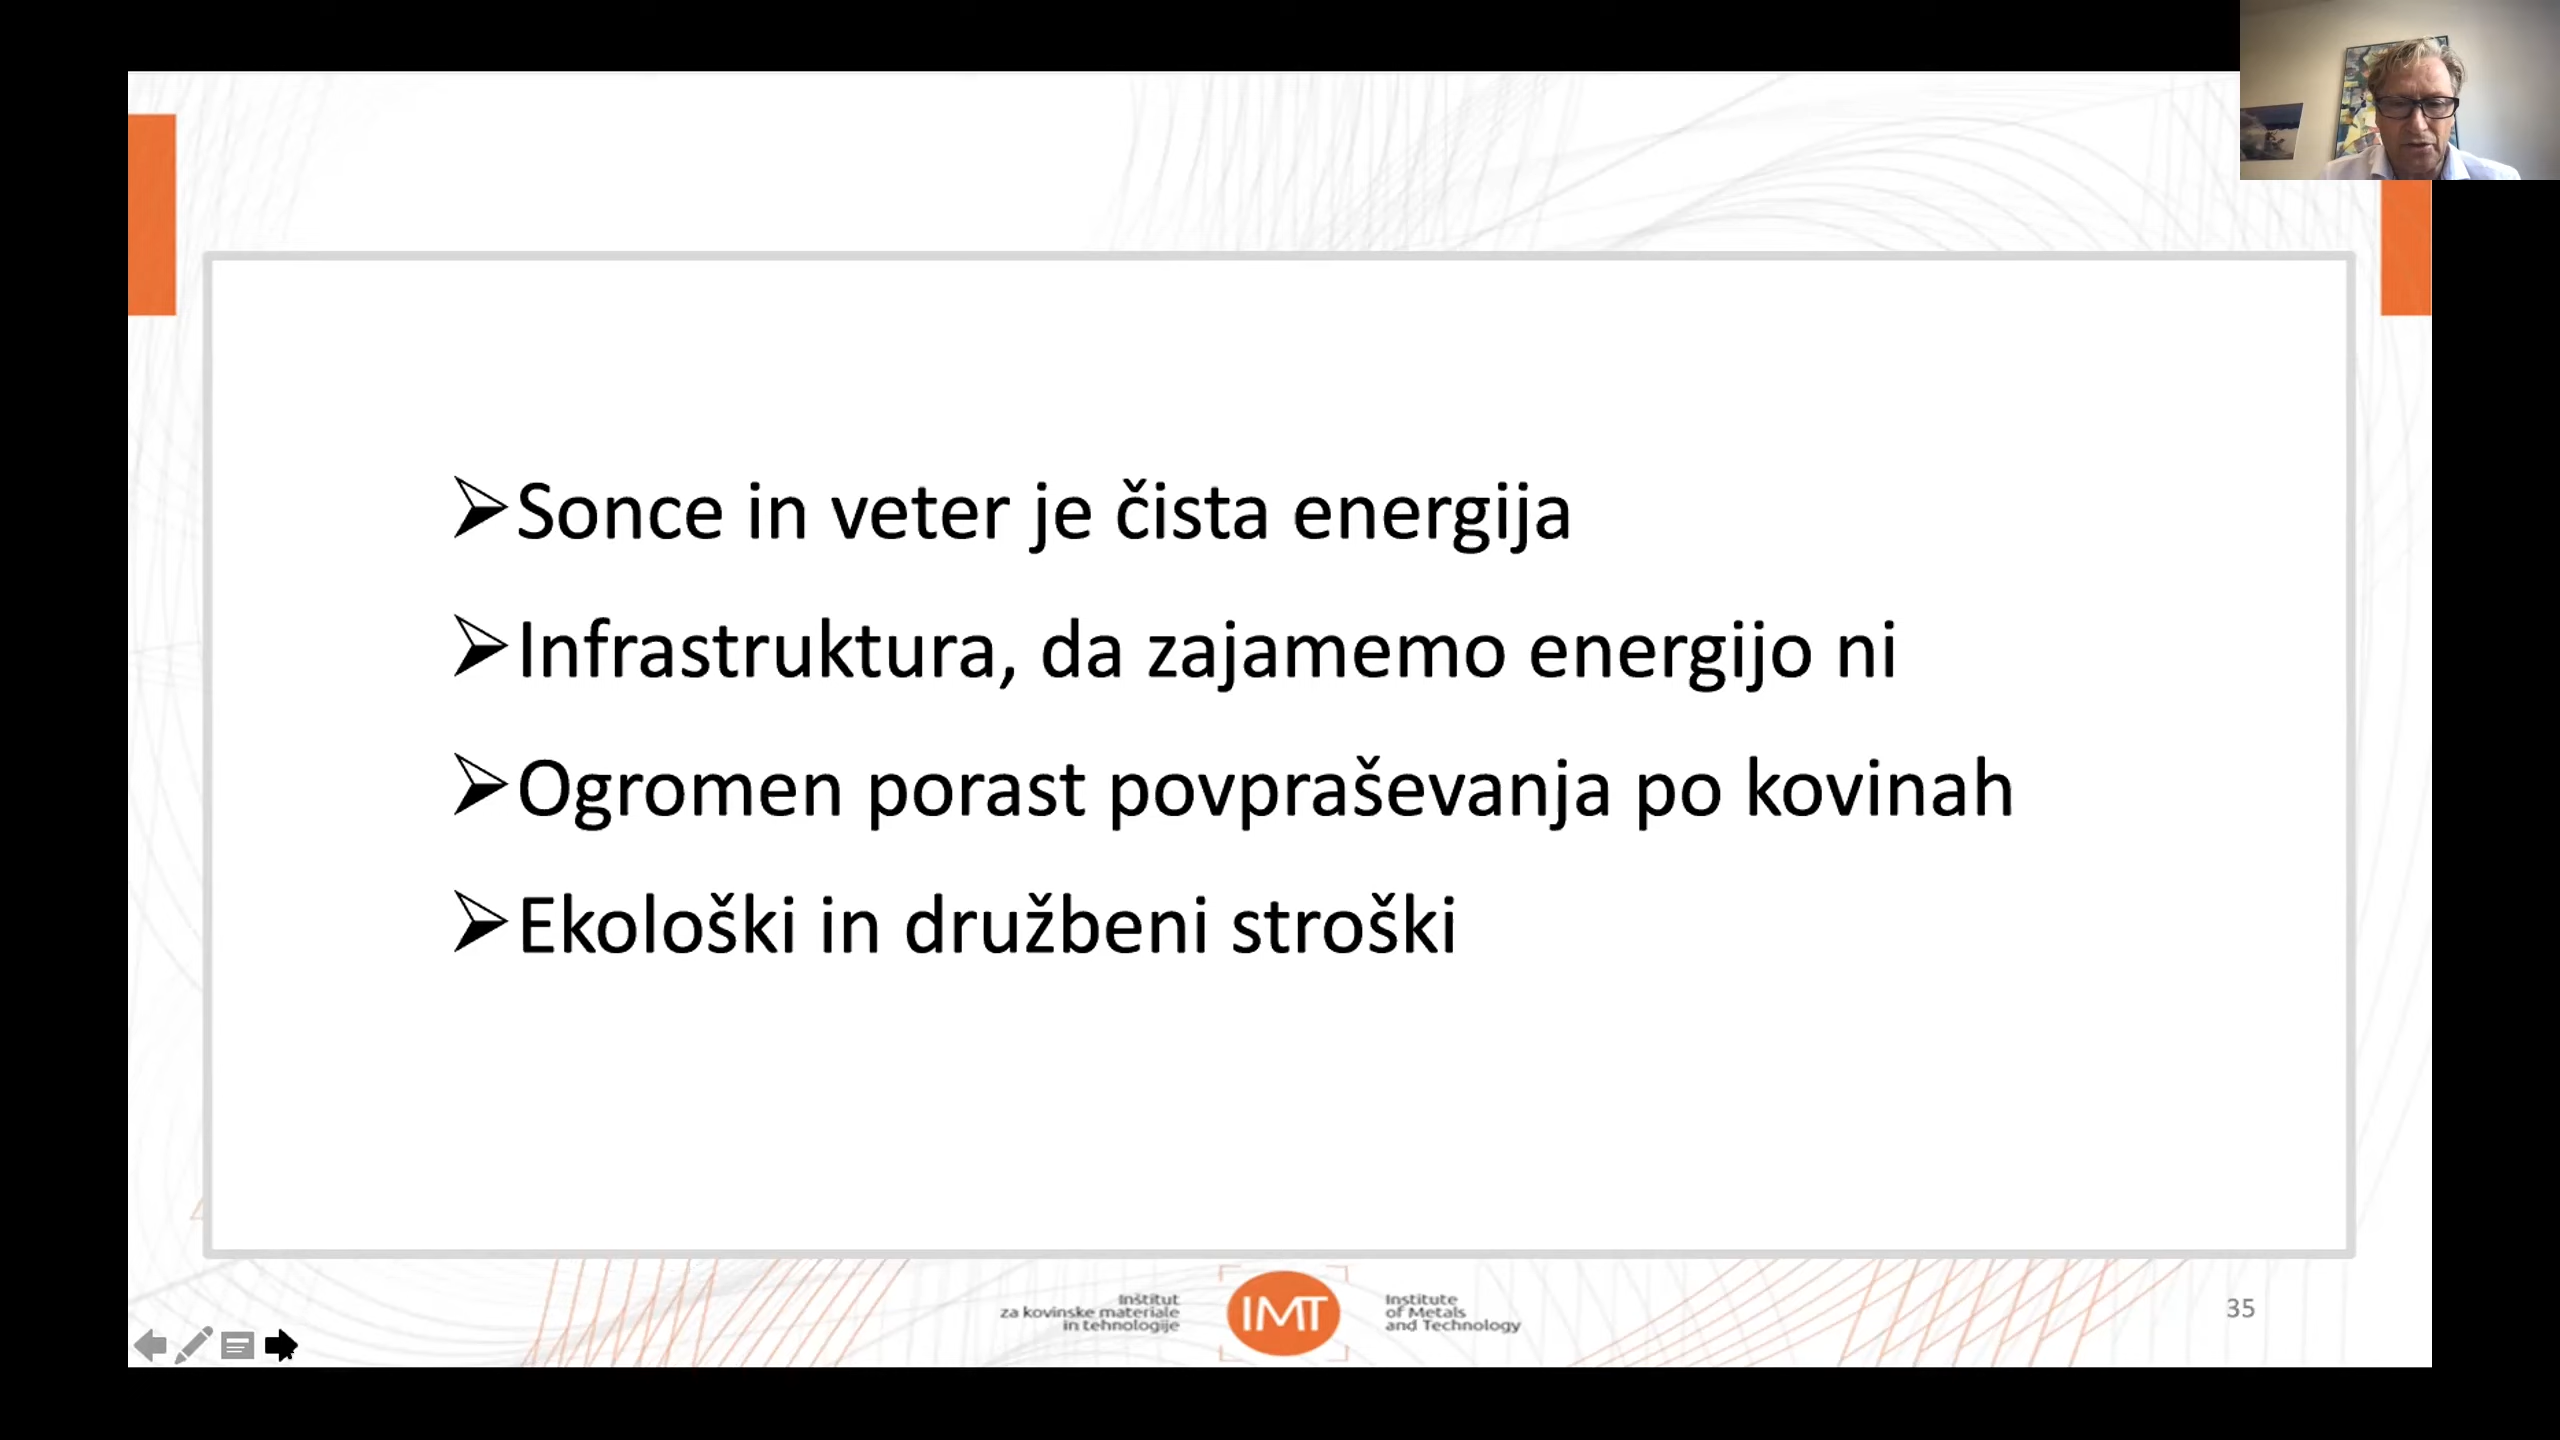 Sonce in veter je čista energija
Infrastruktura, da zajamemo energijo ni
Ogromen porast povpraševanja po kovinah
Ekološki in družbeni stroški
Inštitut
za kovinske materiale
in tehnologije
IMT
Institute
of Metals
and Technology
35